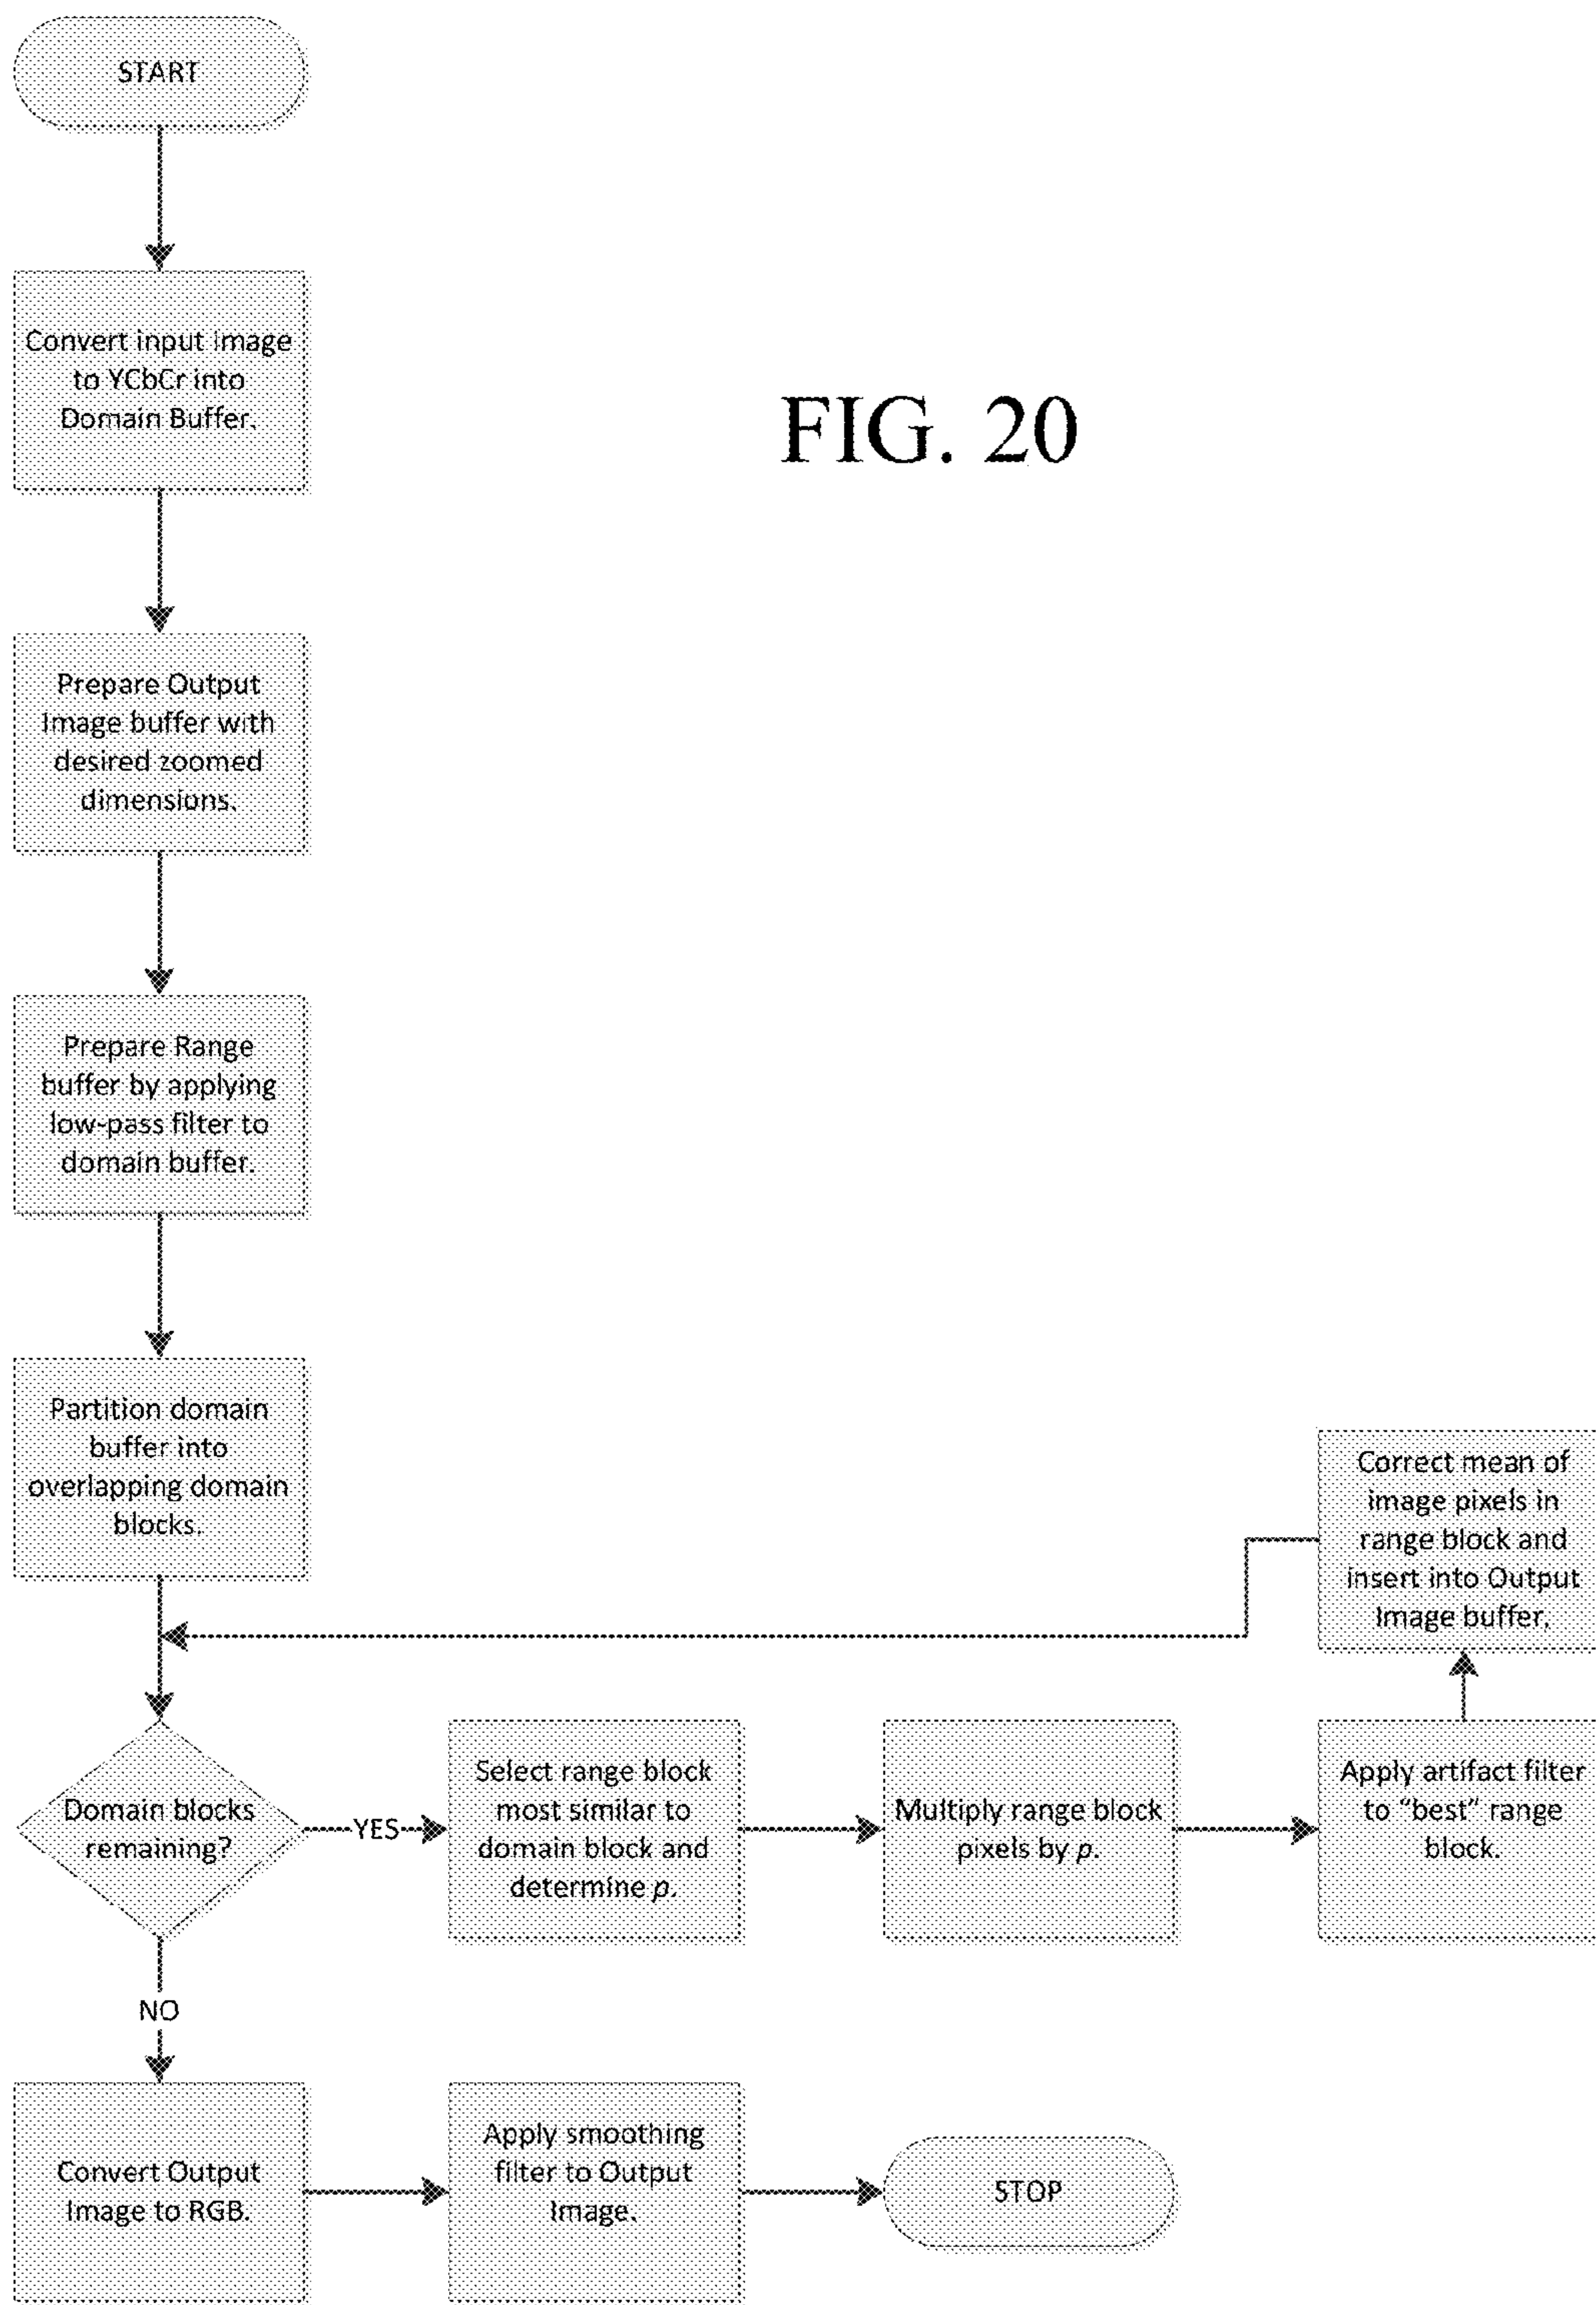 START
Convert input image
to YCbCr into
Domain Buffer.
FIG. 20
Prepare Output
Image buffer with
desired zoomed
dimensions.
Prepare Range
buffer by applying
low-pass filter to
domain buffer.
Partition domain
buffer into
overlapping domain
blocks.
Correct mean of
image pixels in
range block and
insert into Output
Image buffer.
Domain blocks
remaining?
YES
Select range block
most similar to
domain block and
determine p.
Multiply range block
pixels by p.
Apply artifact filter
to “best” range
block.
NO
Convert Output
Image to RGB.
Apply smoothing
filter to Output
Image.
STOP